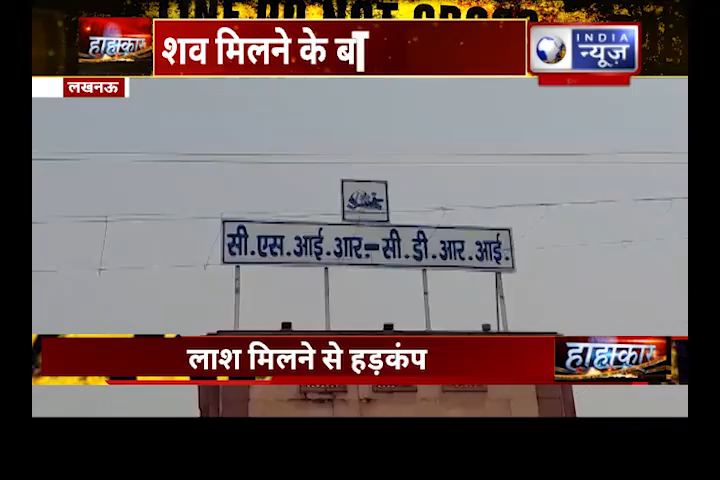 हाहाकार
शव मिलने के ब
INDIA
न्यूज़
लखनऊ
सी.एस.आई.आर.-सी.डी.आर.आई.
लाश मिलने से हड़कंप
हाहाकार